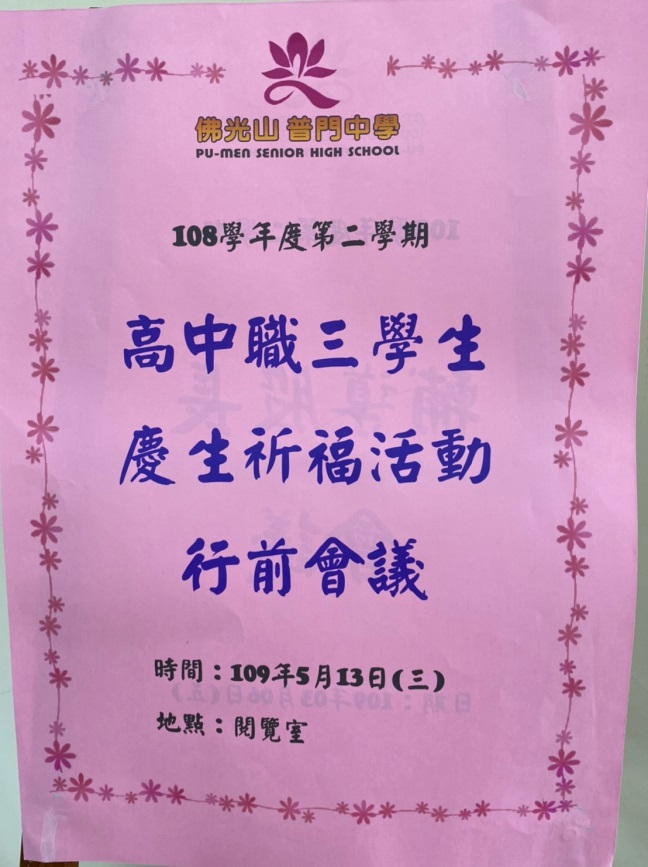 佛光山 普門中學
PU-MEN SENIOR HIGH SCHOOL
108學年度第二學期
高中職三學生
慶生祈福活動
行前會議
時間：109年5月13日(三)
地點：閱覽室